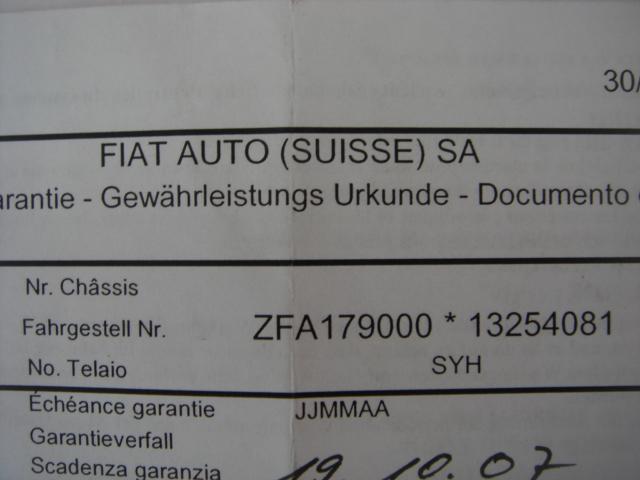 30/
FIAT AUTO (SUISSE) SA
arantie - Gewährleistungs Urkunde - Documento
Nr. Châssis
Fahrgestell Nr. ZFA179000 * 13254081
No. Telaio SYH
Échéance garantie JJMMAA
Garantieverfall
Scadenza garanzia 19.10.07